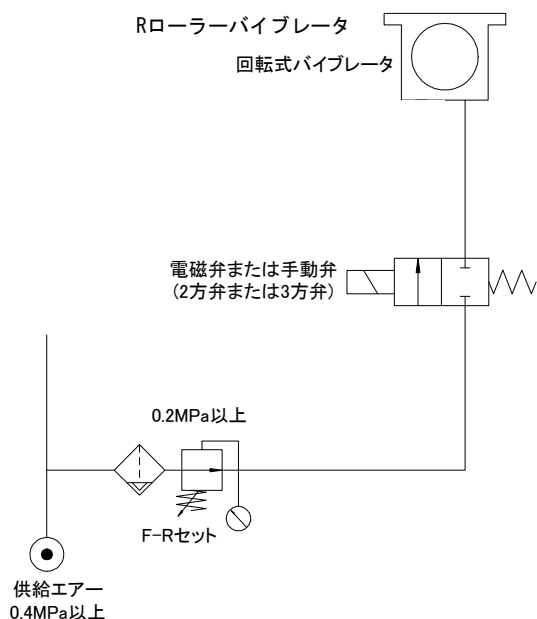 Rローラーバイブレータ
回転式バイブレータ
電磁弁または手動弁
(2方弁または3方弁)
0.2MPa以上
F-Rセット
供給エアー
0.4MPa以上